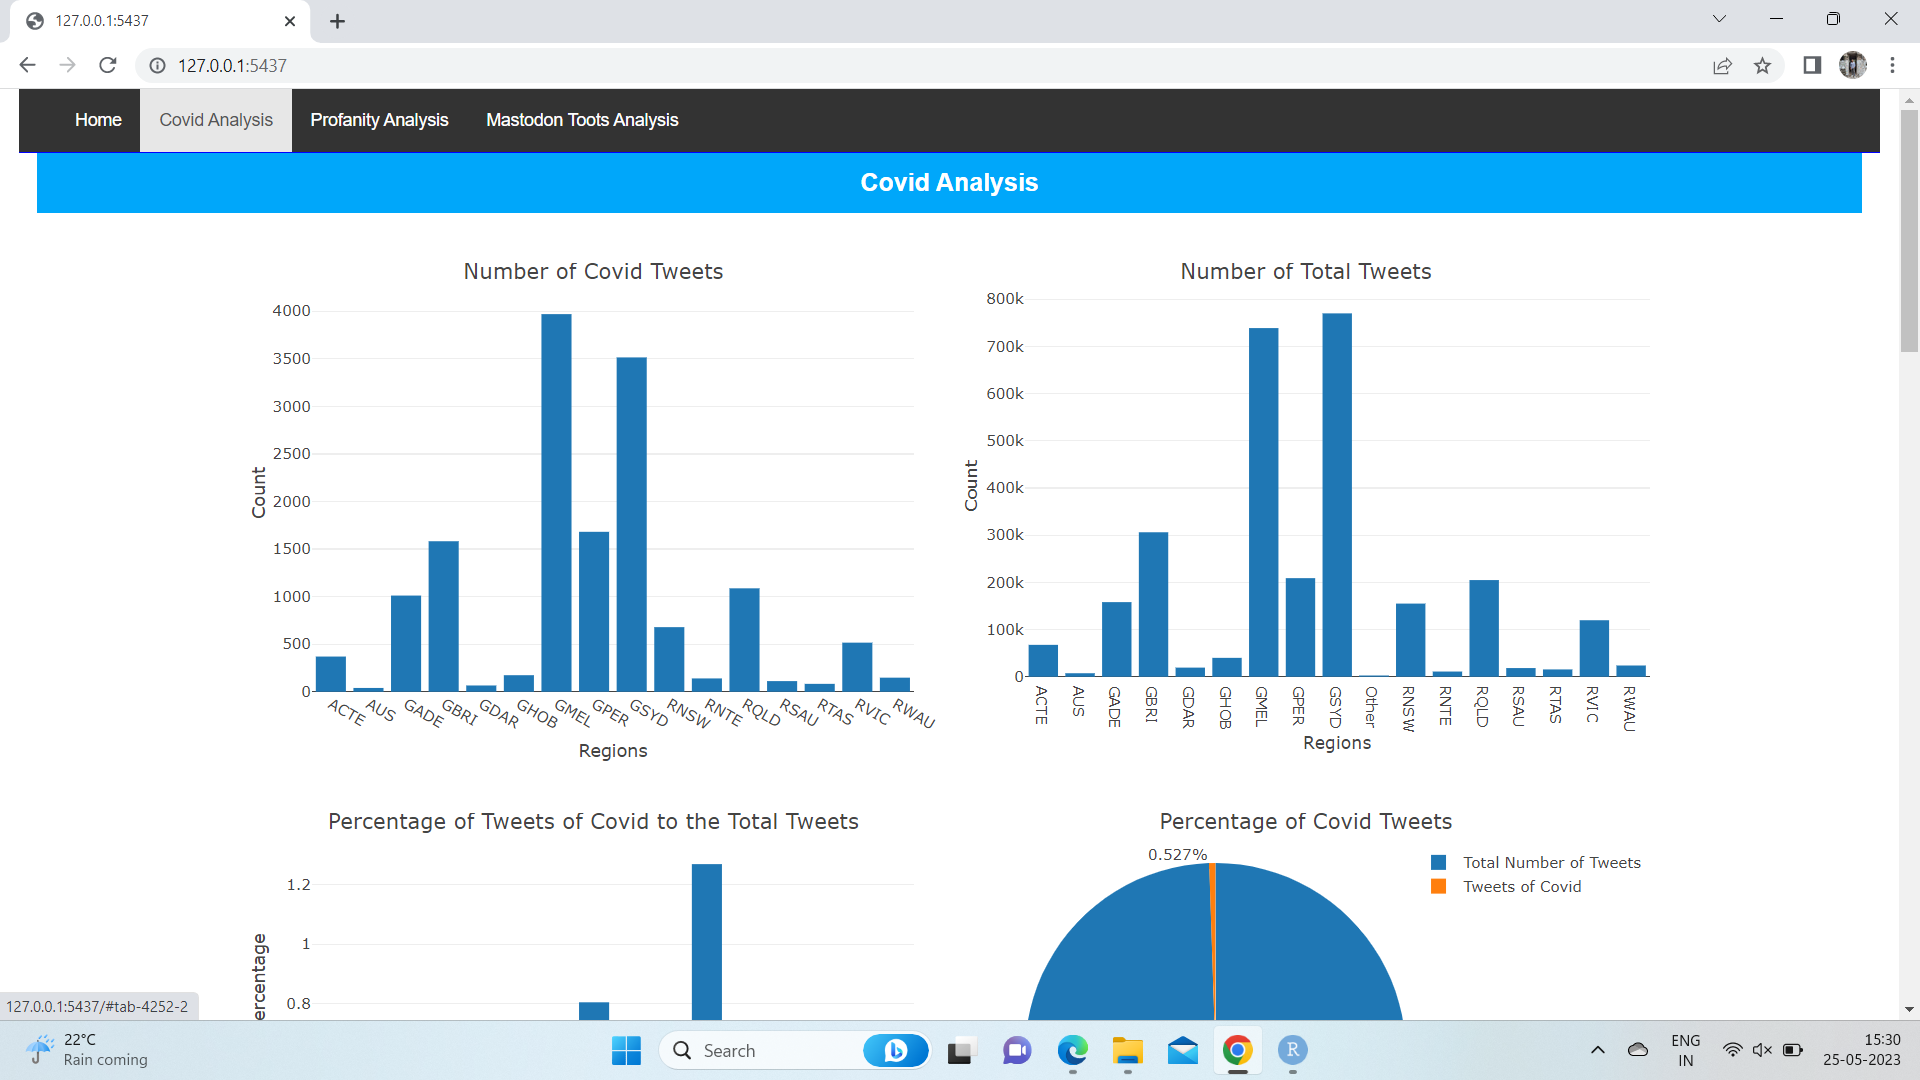 127.0.0.1:5437
127.0.0.1:5437
Home Covid Analysis Profanity Analysis Mastodon Toots Analysis
Covid Analysis
Number of Covid Tweets
4000
3500
3000
2500
2000
1500
1000
500
0
Count
ACTE AUS GADE GBRI GDAR GHOB GMEL GPER GSYD RNSW RNTE RQLD RSAU RTAS RVIC RWAU
Regions
Number of Total Tweets
800k
700k
600k
500k
400k
300k
200k
100k
0
Count
ACTE AUS GADE GBRI GDAR GHOB GMEL GPER GSYD Other RNSW RNTE RQLD RSAU RTAS RVIC RWAU
Regions
Percentage of Tweets of Covid to the Total Tweets
1.2
1
0.8
ercentage
Percentage of Covid Tweets
0.527%
Total Number of Tweets
Tweets of Covid
127.0.0.1:5437/#tab-4252-2
22°C
Rain coming
Search
R
ENG
IN
15:30
25-05-2023